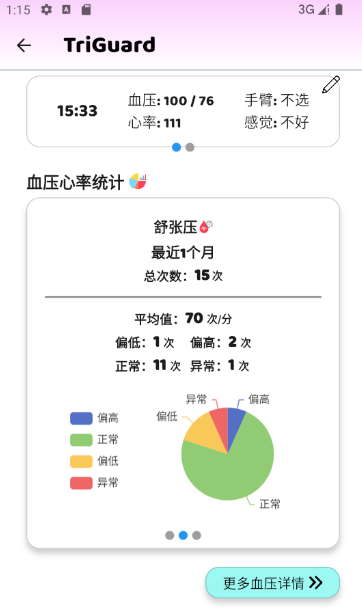 1:15 3G
TriGuard
15:33
血压: 100 / 76 手臂: 不选
心率: 111 感觉: 不好
血压心率统计
舒张压
最近1个月
总次数: 15 次
平均值: 70 次/分
偏低: 1 次 偏高: 2 次
正常: 11 次 异常: 1 次
偏高
正常
偏低
异常
异常 偏高
偏低
正常
更多血压详情